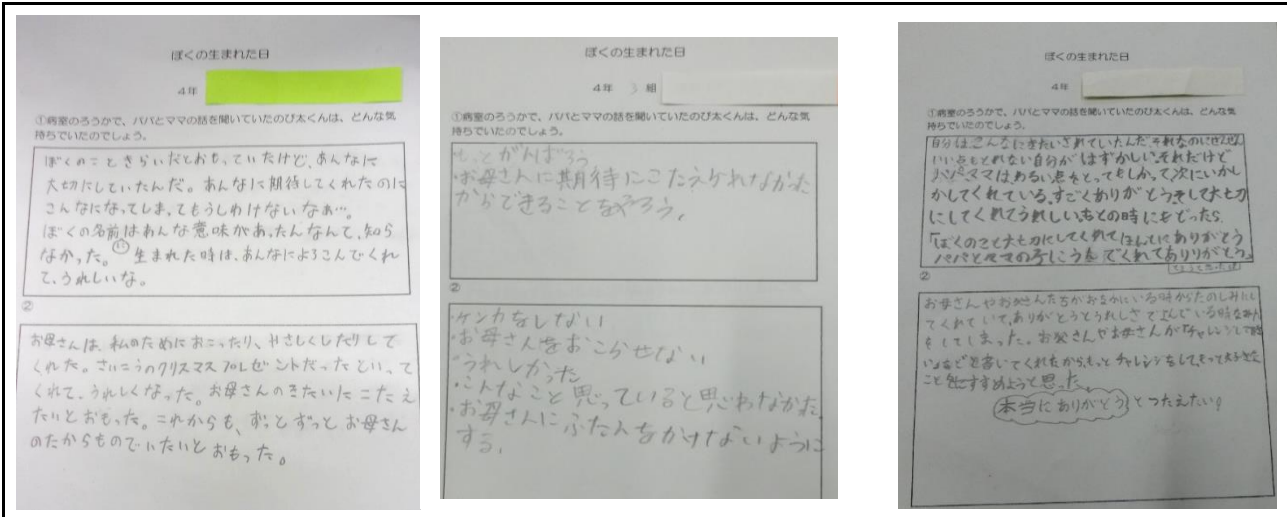 ぼくの生まれた日
4年
①病室のろうかで、パパとママの話を聞いていたのび太くんは、どんな気
持ちでいたのでしょう。
ぼくのこときらいだとおもっていたけど、あんなに
大切にしていたんだ。あんなに期待してくれたのに
こんなになってしまってもうしわけないなぁ…。
ぼくの名前はあんな意味があったんなんて、知ら
なかった。生まれた時は、あんなによろこんでくれ
て、うれしいな。
②
お母さんは、私のためにおこったり、やさしくしたりして
くれた。さいこうのクリスマスプレゼントだったといって
くれて、うれしくなった。お母さんのきたいにこたえ
たいとおもった。これからも、ずっとずっとお母さん
のたからものでいたいとおもった。
ぼくの生まれた日
4年 3 組
①病室のろうかで、パパとママの話を聞いていたのび太くんは、どんな気
持ちでいたのでしょう。
もっとがんばろう
・お母さんに期待にこたえケれなかた
からできることをやろう。
②
・ケンカをしない
・お母さんをおこらせない
・うれしかった
・こんなこと思っていると思わなかた
・お母さんにふたんをかけないように
する。
ぼくの生まれた日
4年
①病室のろうかで、パパとママの話を聞いていたのび太くんは、どんな気
持ちでいたのでしょう。
自分はこんなにきたいされていたんだ。それなのにぜんぜん
いい点もとれない自分がはずかしい。それだけど
パパ、ママは、わるい点をとってもしかって次にいかし
かしてくれている。すごくありがとう。そして大切
にしてくれてうれしい。もとの時にもどったら、
「ぼくのこと大切にしてくれてほんとにありがとう
パパとママの子にうんでくれてありりがとう。
②
お母さんやお父さんたちがおなかにいる時からたのしみにし
てくれていて、ありがとうとうれしさで
をしてしまった。お父さんやお母さんが「チャレンジして
いなどと書いてくれたから、もっとチャレンジをして、
こと をすすめようと思った。
本当にありがとう とつたえたい。